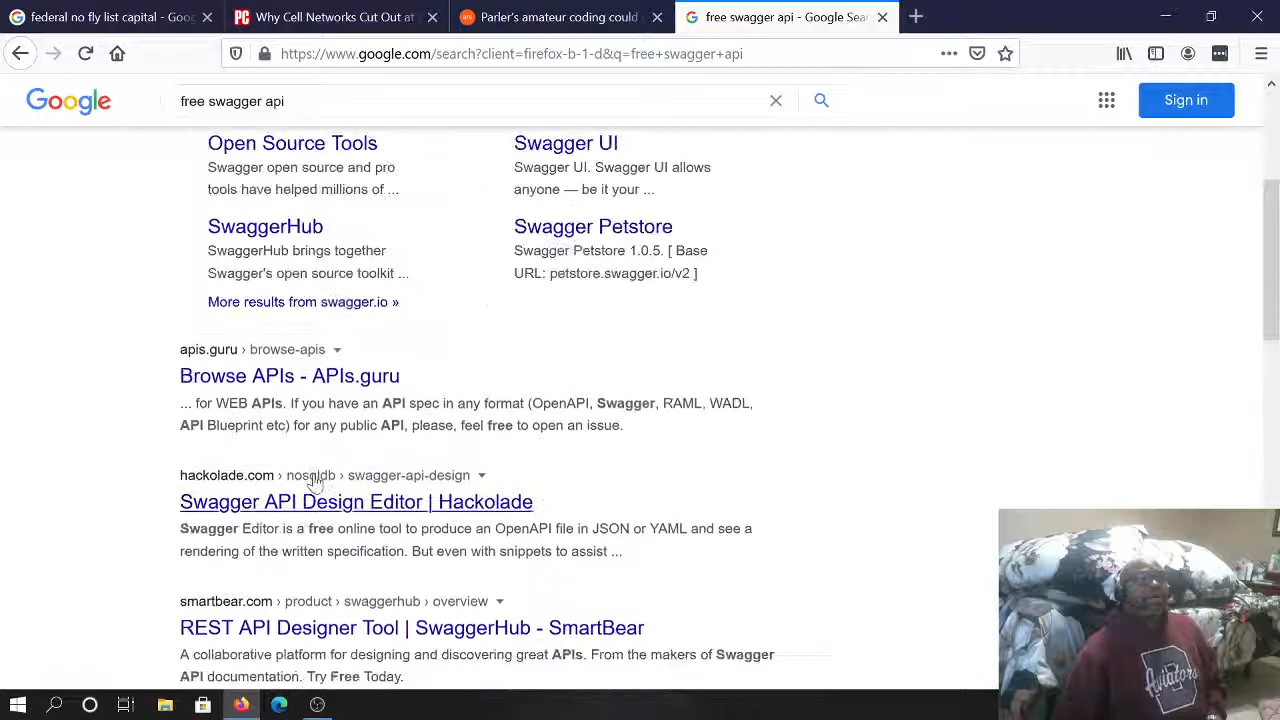 federal no fly list capital - Goog
Why Cell Networks Cut Out at
Parler's amateur coding could
free swagger api - Google Sear
https://www.google.com/search?client=firefox-b-1-d&q=free+swagger+api
Google
free swagger api
Sign in
Open Source Tools
Swagger open source and pro
tools have helped millions of ...
Swagger UI
Swagger UI. Swagger UI allows
anyone — be it your ...
SwaggerHub
SwaggerHub brings together
Swagger's open source toolkit ...
Swagger Petstore
Swagger Petstore 1.0.5. [ Base
URL: petstore.swagger.io/v2 ]
More results from swagger.io »
apis.guru › browse-apis
Browse APIs - APIs.guru
... for WEB APIs. If you have an API spec in any format (OpenAPI, Swagger, RAML, WADL,
API Blueprint etc) for any public API, please, feel free to open an issue.
hackolade.com › nosqldb › swagger-api-design
Swagger API Design Editor | Hackolade
Swagger Editor is a free online tool to produce an OpenAPI file in JSON or YAML and see a
rendering of the written specification. But even with snippets to assist ...
smartbear.com › product › swaggerhub › overview
REST API Designer Tool | SwaggerHub - SmartBear
A collaborative platform for designing and discovering great APIs. From the makers of Swagger
API documentation. Try Free Today.
Aviators